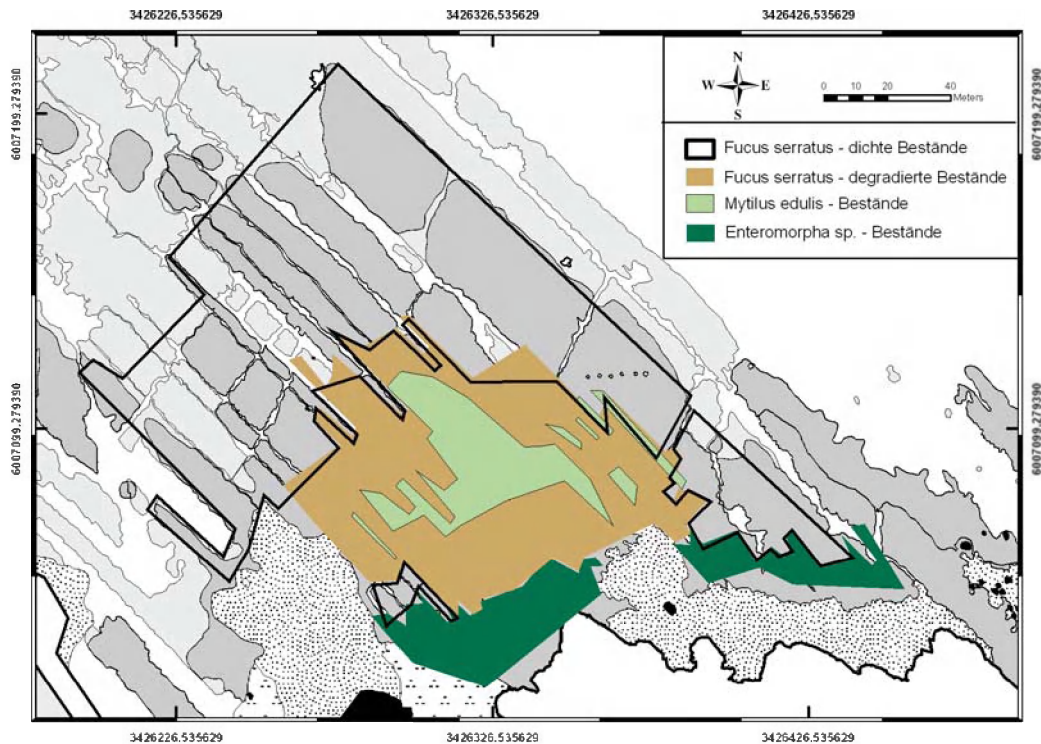 3426226,535629 3426326,535629 3426426,535629
6007199,279390
6007099,279390
6007199,279390
6007099,279390
N
W E
S
0 10 20 40
Meters
Fucus serratus - dichte Bestände
Fucus serratus - degradierte Bestände
Mytilus edulis - Bestände
Enteromorpha sp. - Bestände
3426226,535629 3426326,535629 3426426,535629